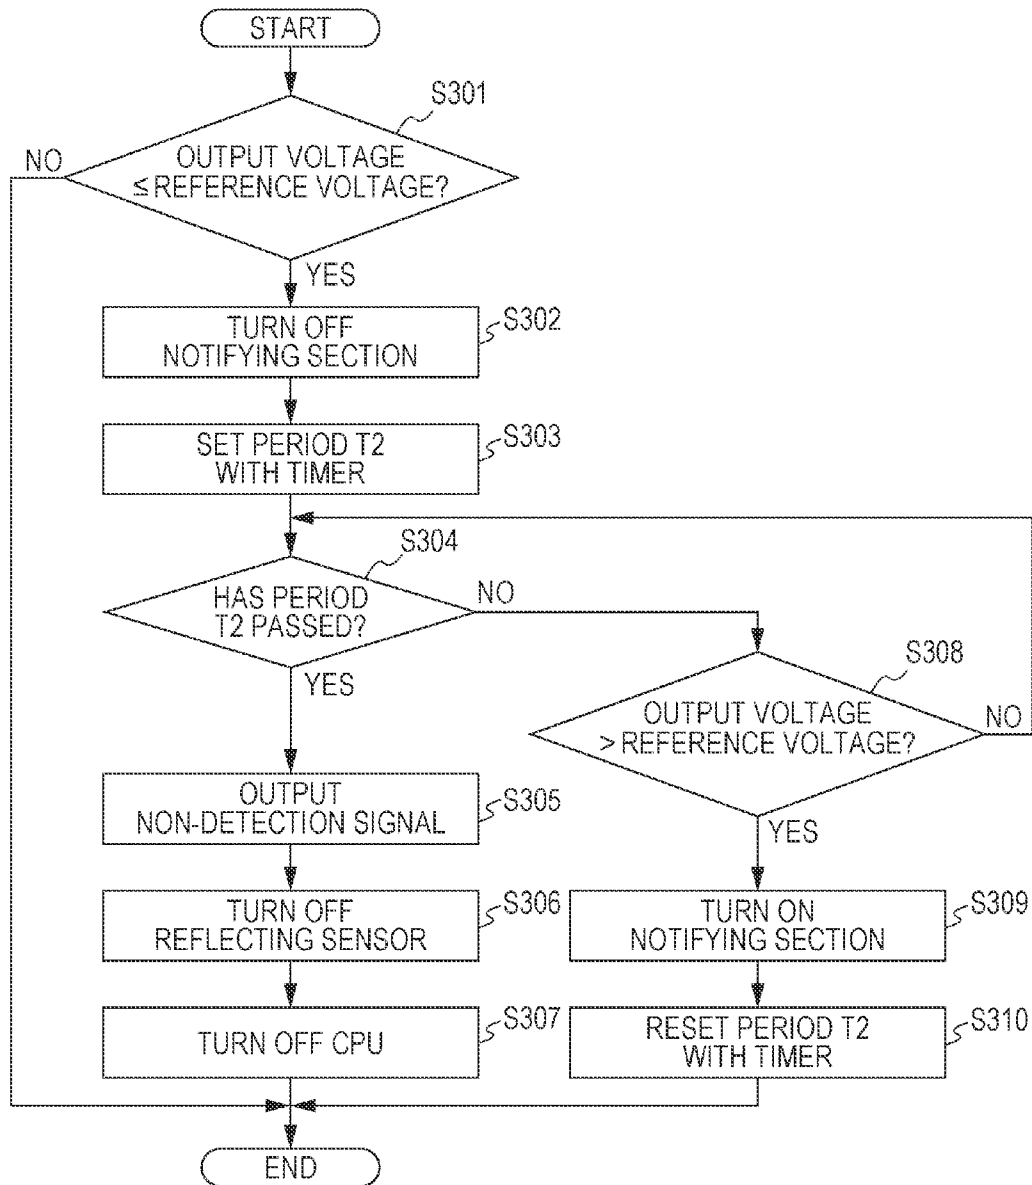 START
S301
OUTPUT VOLTAGE
≤ REFERENCE VOLTAGE?
NO
YES
TURN OFF
NOTIFYING SECTION
S302
SET PERIOD T2
WITH TIMER
S303
S304
HAS PERIOD
T2 PASSED?
NO
YES
S308
OUTPUT VOLTAGE
> REFERENCE VOLTAGE?
NO
YES
OUTPUT
NON-DETECTION SIGNAL
S305
TURN OFF
REFLECTING SENSOR
S306
TURN ON
NOTIFYING SECTION
S309
TURN OFF CPU
S307
RESET PERIOD T2
WITH TIMER
S310
END